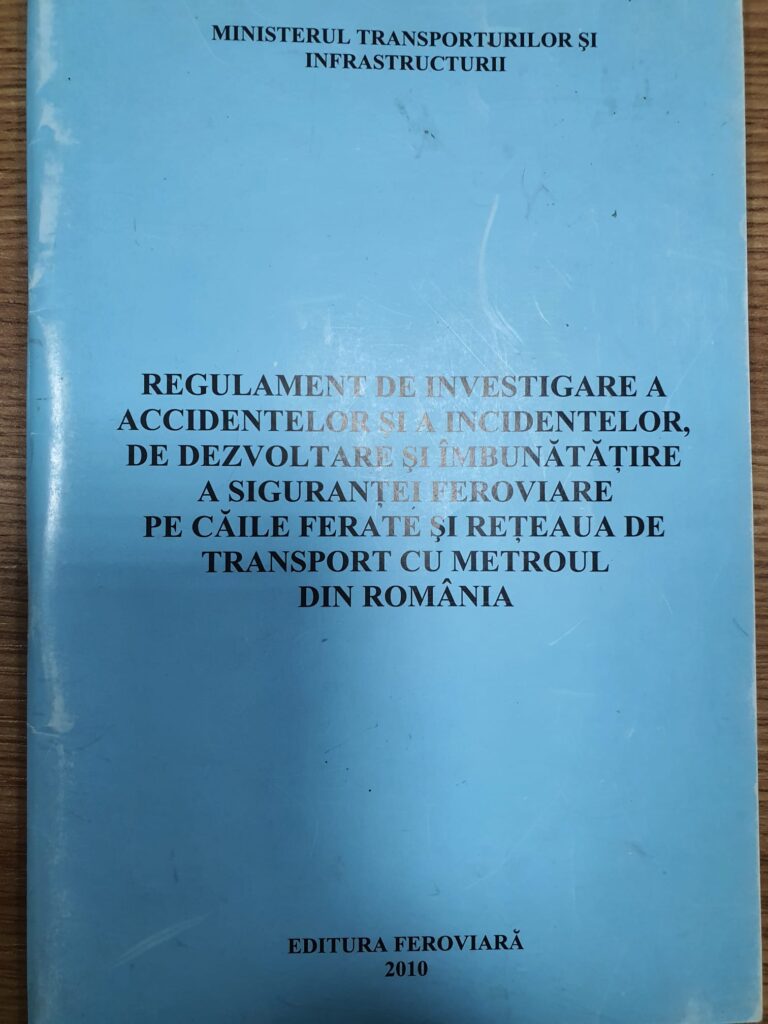 MINISTERUL TRANSPORTURILOR ŞI
INFRASTRUCTURII
REGULAMENT DE INVESTIGARE A
ACCIDENTELOR ŞI A INCIDENTELOR,
DE DEZVOLTARE ŞI ÎMBUNĂTĂŢIRE
A SIGURANŢEI FEROVIARE
PE CĂILE FERATE ŞI REŢEAUA DE
TRANSPORT CU METROUL
DIN ROMÂNIA
EDITURA FEROVIARĂ
2010